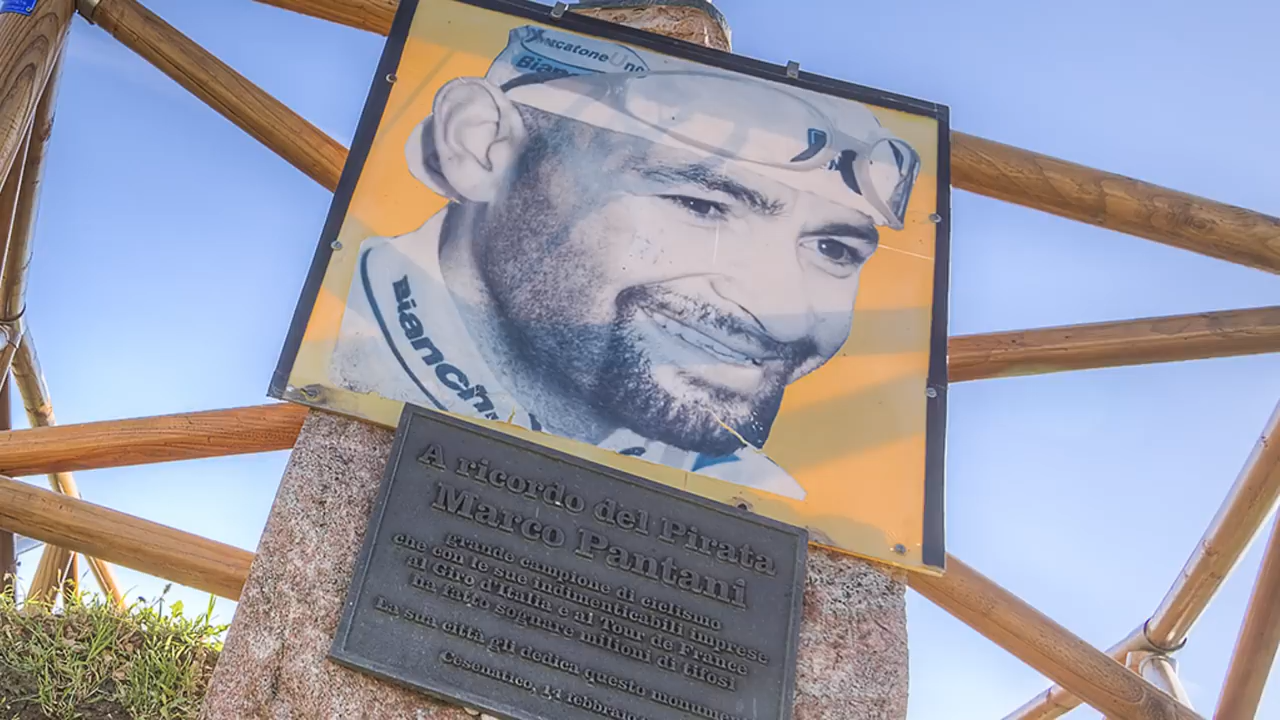 MercatoneUno
Bianchi
Bianchi
A ricordo del Pirata
Marco Pantani
grande campione di ciclismo
che con le sue indimenticabili imprese
al Giro d'Italia e al Tour de France
ha fatto sognare milioni di tifosi
La sua città gli dedica questo monumento
Cesenatico, 14 febbraio